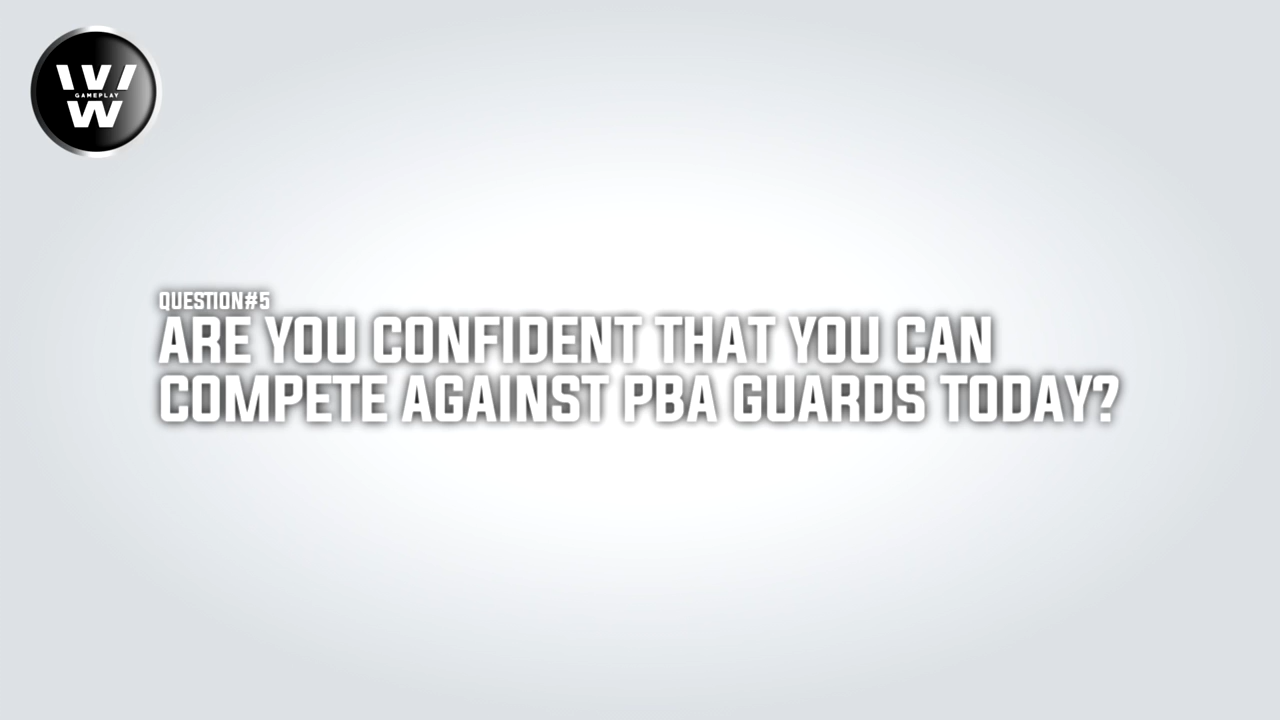 W
GAMEPLAY
W
QUESTION#5
ARE YOU CONFIDENT THAT YOU CAN
COMPETE AGAINST PBA GUARDS TODAY?